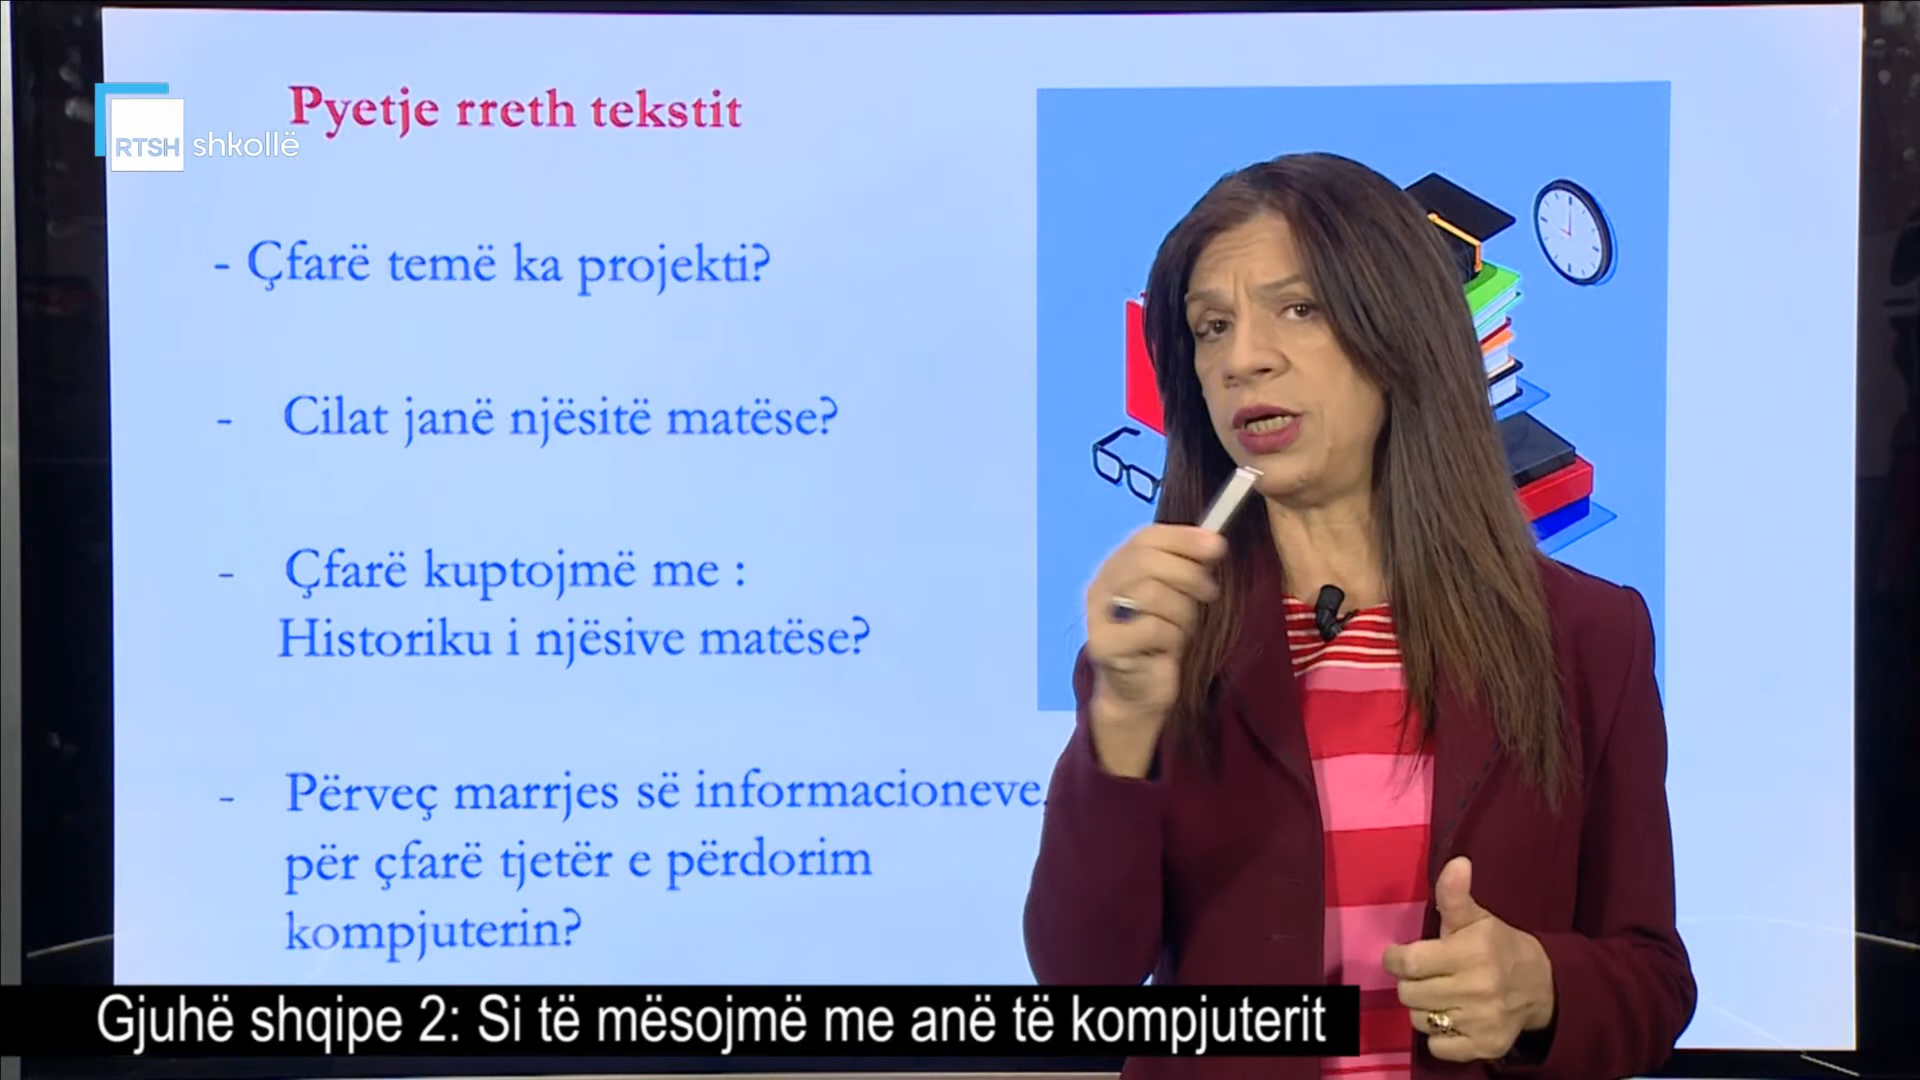 Pyetje rreth tekstit
RTSH shkollë
- Çfarë temë ka projekti?
- Cilat janë njësitë matëse?
- Çfarë kuptojmë me :
Historiku i njësive matëse?
- Përveç marrjes së informacioneve,
për çfarë tjetër e përdorim
kompjuterin?
Gjuhë shqipe 2: Si të mësojmë me anë të kompjuterit